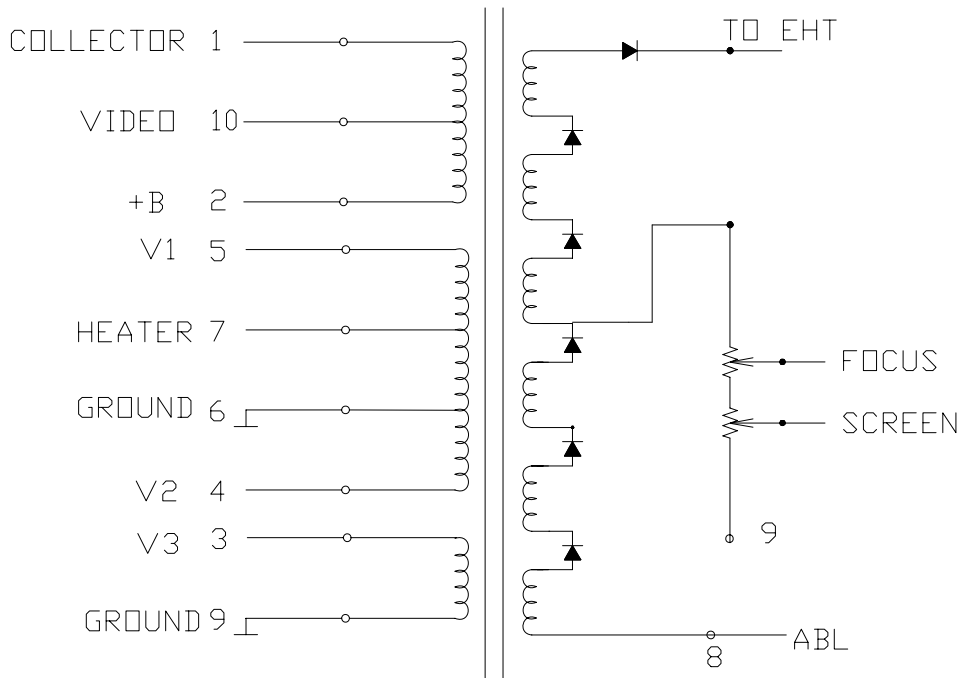 COLLECTOR 1
TO EHT
VIDEO 10
+B 2
V1 5
HEATER 7
FOCUS
GROUND 6
SCREEN
V2 4
V3 3
9
GROUND 9
ABL
8